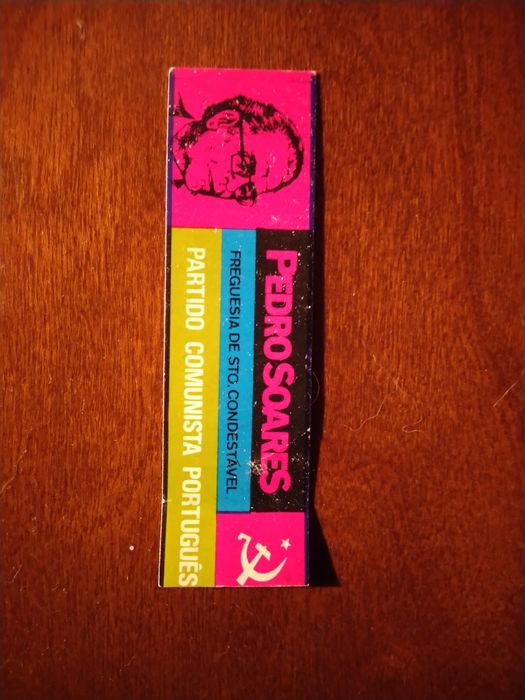 PEDRO SOARES
FREGUESIA DE STO. CONDESTÁVEL
PARTIDO COMUNISTA PORTUGUÊS